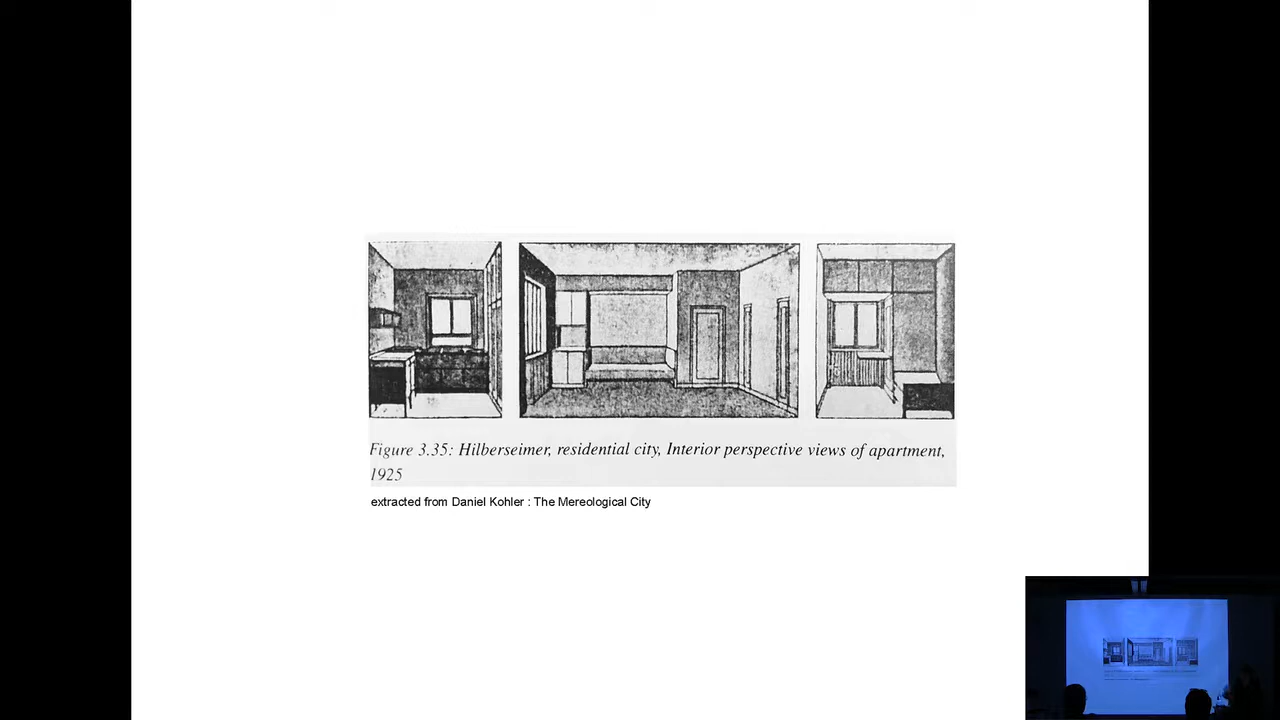 Figure 3.35: Hilberseimer, residential city, Interior perspective views of apartment,
1925
extracted from Daniel Kohler : The Mereological City